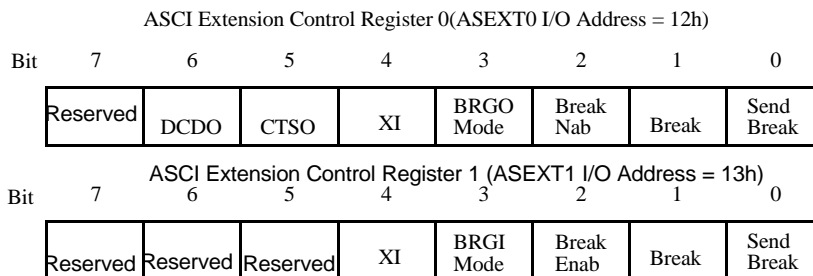 ASCI Extension Control Register 0(ASEXT0 I/O Address = 12h)
Bit 7 6 5 4 3 2 1 0
Reserved DCDO CTSO XI BRGO Mode Break Nab Break Send Break
ASCI Extension Control Register 1 (ASEXT1 I/O Address = 13h)
Bit 7 6 5 4 3 2 1 0
Reserved Reserved Reserved XI BRGI Mode Break Enab Break Send Break